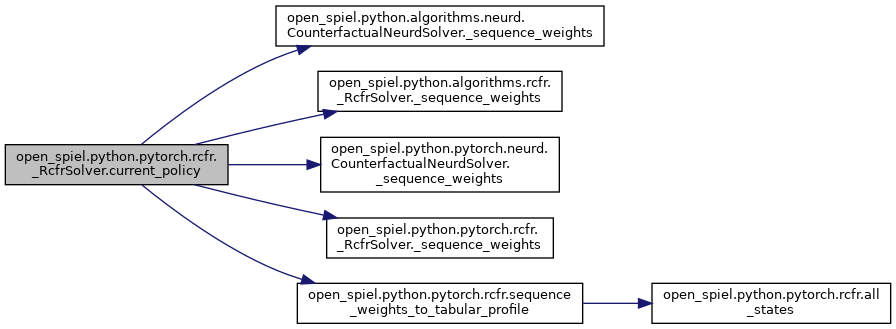 open_spiel.python.algorithms.neurd.
CounterfactualNeurdSolver._sequence_weights
open_spiel.python.algorithms.rcfr.
_RcfrSolver._sequence_weights
open_spiel.python.pytorch.rcfr.
_RcfrSolver.current_policy
open_spiel.python.pytorch.neurd.
CounterfactualNeurdSolver.
_sequence_weights
open_spiel.python.pytorch.rcfr.
_RcfrSolver._sequence_weights
open_spiel.python.pytorch.rcfr.sequence
_weights_to_tabular_profile
open_spiel.python.pytorch.rcfr.all
_states